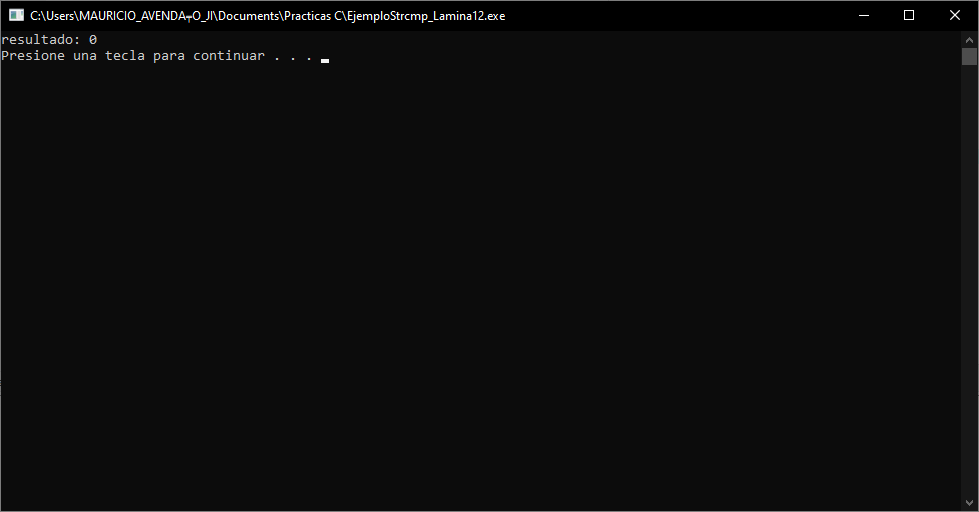 C:\Users\MAURICIO_AVENDA┬O_JI\Documents\Practicas C\EjemploStrcmp_Lamina12.exe
resultado: 0
Presione una tecla para continuar . . .